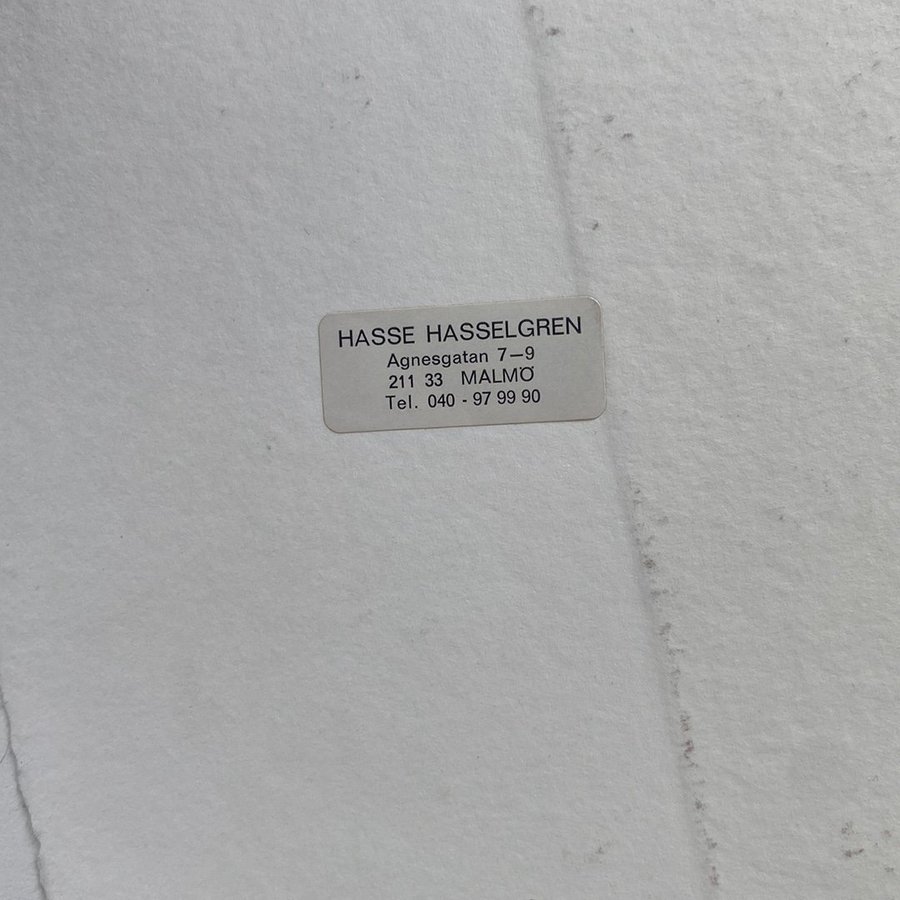 HASSE HASSELGREN
Agnesgatan 7–9
211 33 MALMÖ
Tel. 040 - 97 99 90